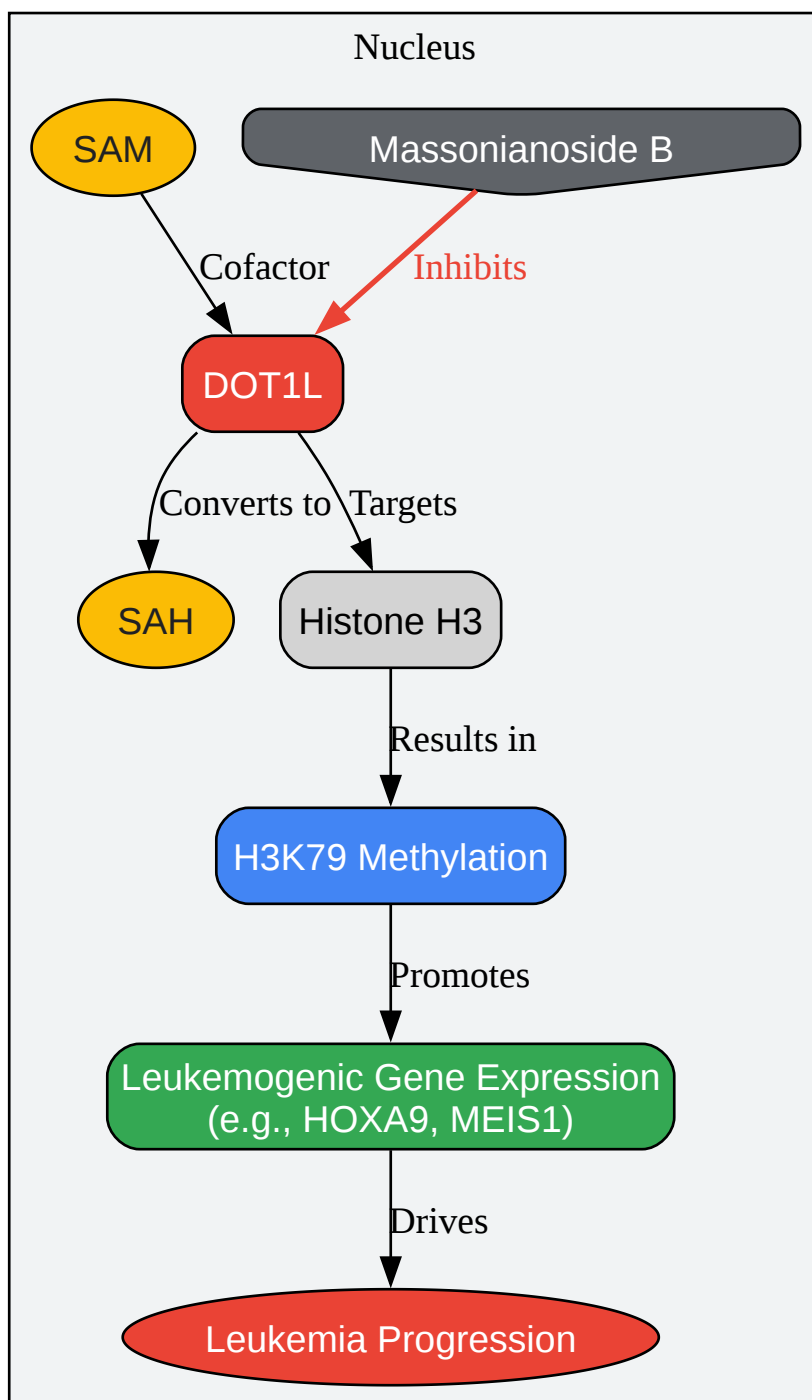 Nucleus
SAM
Massonianoside B
Cofactor
Inhibits
DOT1L
Converts to
Targets
SAH
Histone H3
Results in
H3K79 Methylation
Promotes
Leukemogenic Gene Expression
(e.g., HOXA9, MEIS1)
Drives
Leukemia Progression